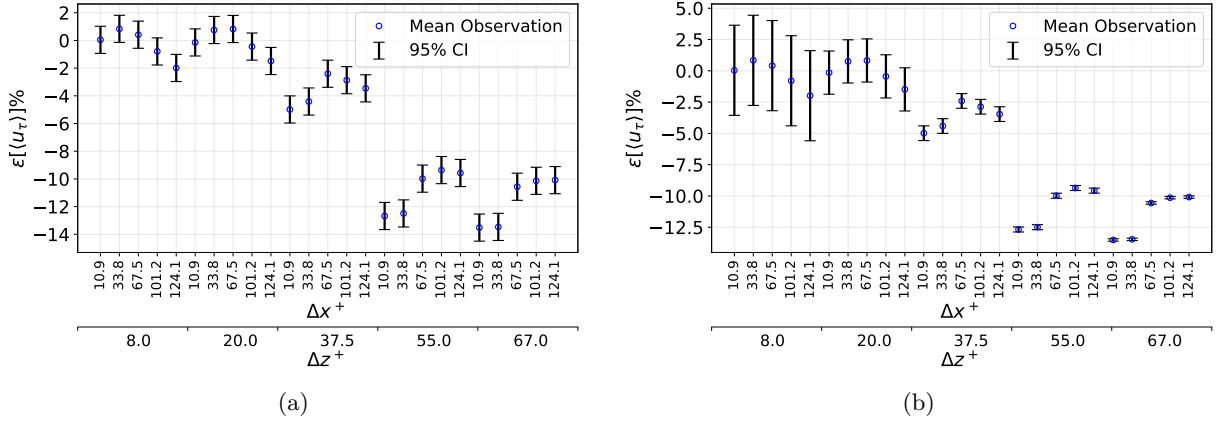 2
0
−2
−4
−6
−8
−10
−12
−14
ε[⟨u_τ⟩]%
Mean Observation
95% CI
10.9 33.8 67.5 101.2 124.1 10.9 33.8 67.5 101.2 124.1 10.9 33.8 67.5 101.2 124.1 10.9 33.8 67.5 101.2 124.1 10.9 33.8 67.5 101.2 124.1
Δx⁺
8.0 20.0 37.5 55.0 67.0
Δz⁺
(a)
5.0
2.5
0.0
−2.5
−5.0
−7.5
−10.0
−12.5
ε[⟨u_τ⟩]%
Mean Observation
95% CI
10.9 33.8 67.5 101.2 124.1 10.9 33.8 67.5 101.2 124.1 10.9 33.8 67.5 101.2 124.1 10.9 33.8 67.5 101.2 124.1 10.9 33.8 67.5 101.2 124.1
Δx⁺
8.0 20.0 37.5 55.0 67.0
Δz⁺
(b)